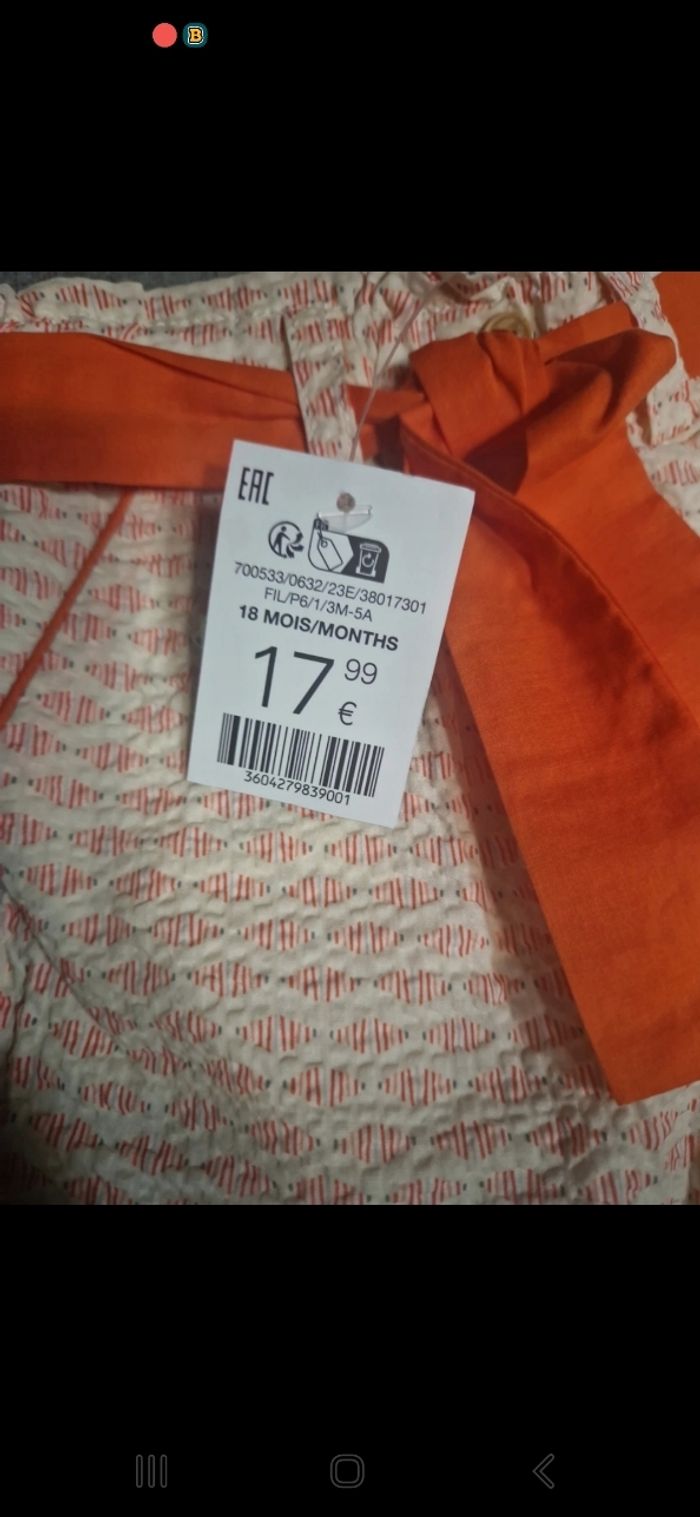 B
EAC
700533/0632/23E/38017301
FIL/P6/1/3M-5A
18 MOIS/MONTHS
17 99
€
3604279839001